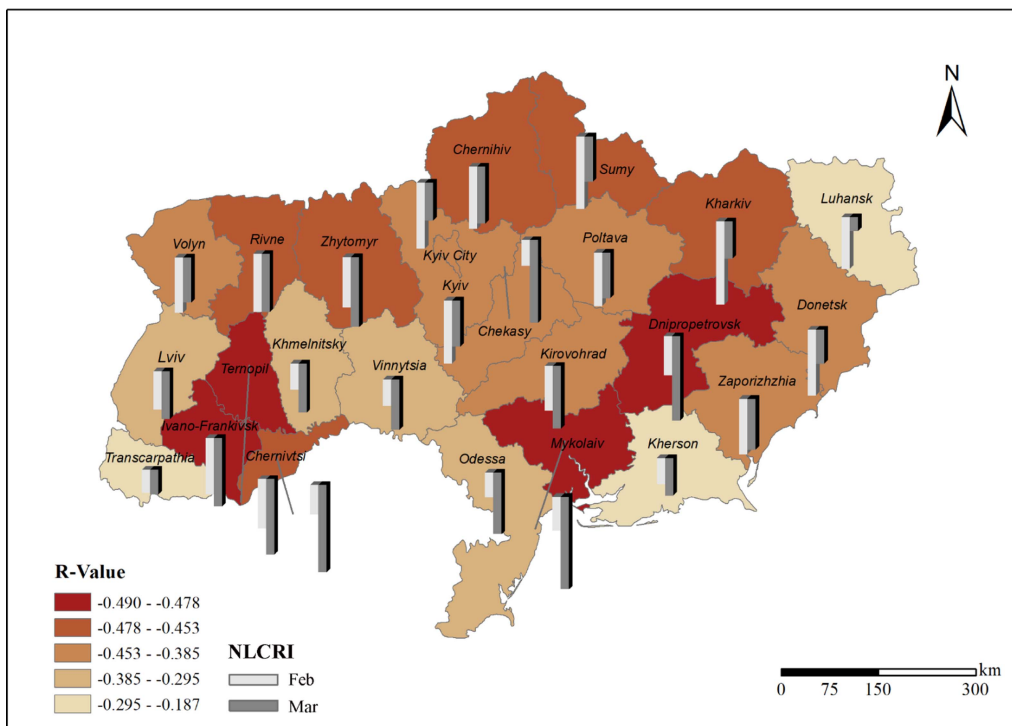 N
Chernihiv
Sumy
Kharkiv
Luhansk
Volyn
Rivne
Zhytomyr
Kyiv City
Poltava
Kyiv
Donetsk
Chekasy
Dnipropetrovsk
Lviv
Khmelnitsky
Ternopil
Vinnytsia
Kirovohrad
Zaporizhzhia
Ivano-Frankivsk
Mykolaiv
Kherson
Transcarpathia
Chernivtsi
Odessa
R-Value
-0.490 - -0.478
-0.478 - -0.453
-0.453 - -0.385
-0.385 - -0.295
-0.295 - -0.187
NLCRI
Feb
Mar
km
0 75 150 300